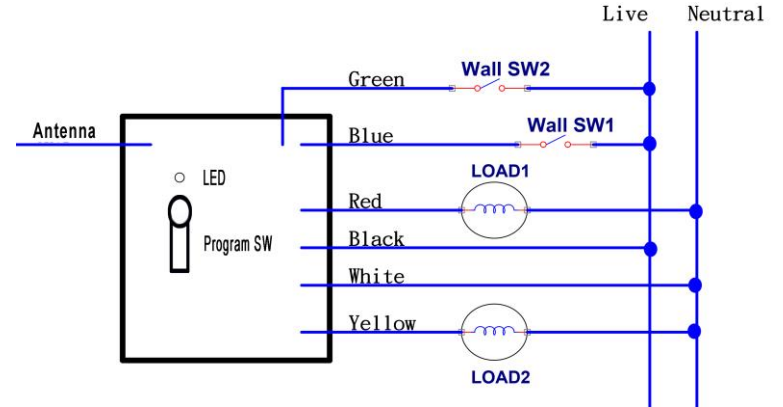 Live Neutral
Wall SW2
Green
Wall SW1
Antenna
Blue
LOAD1
LED
Red
Program SW
Black
White
Yellow
LOAD2